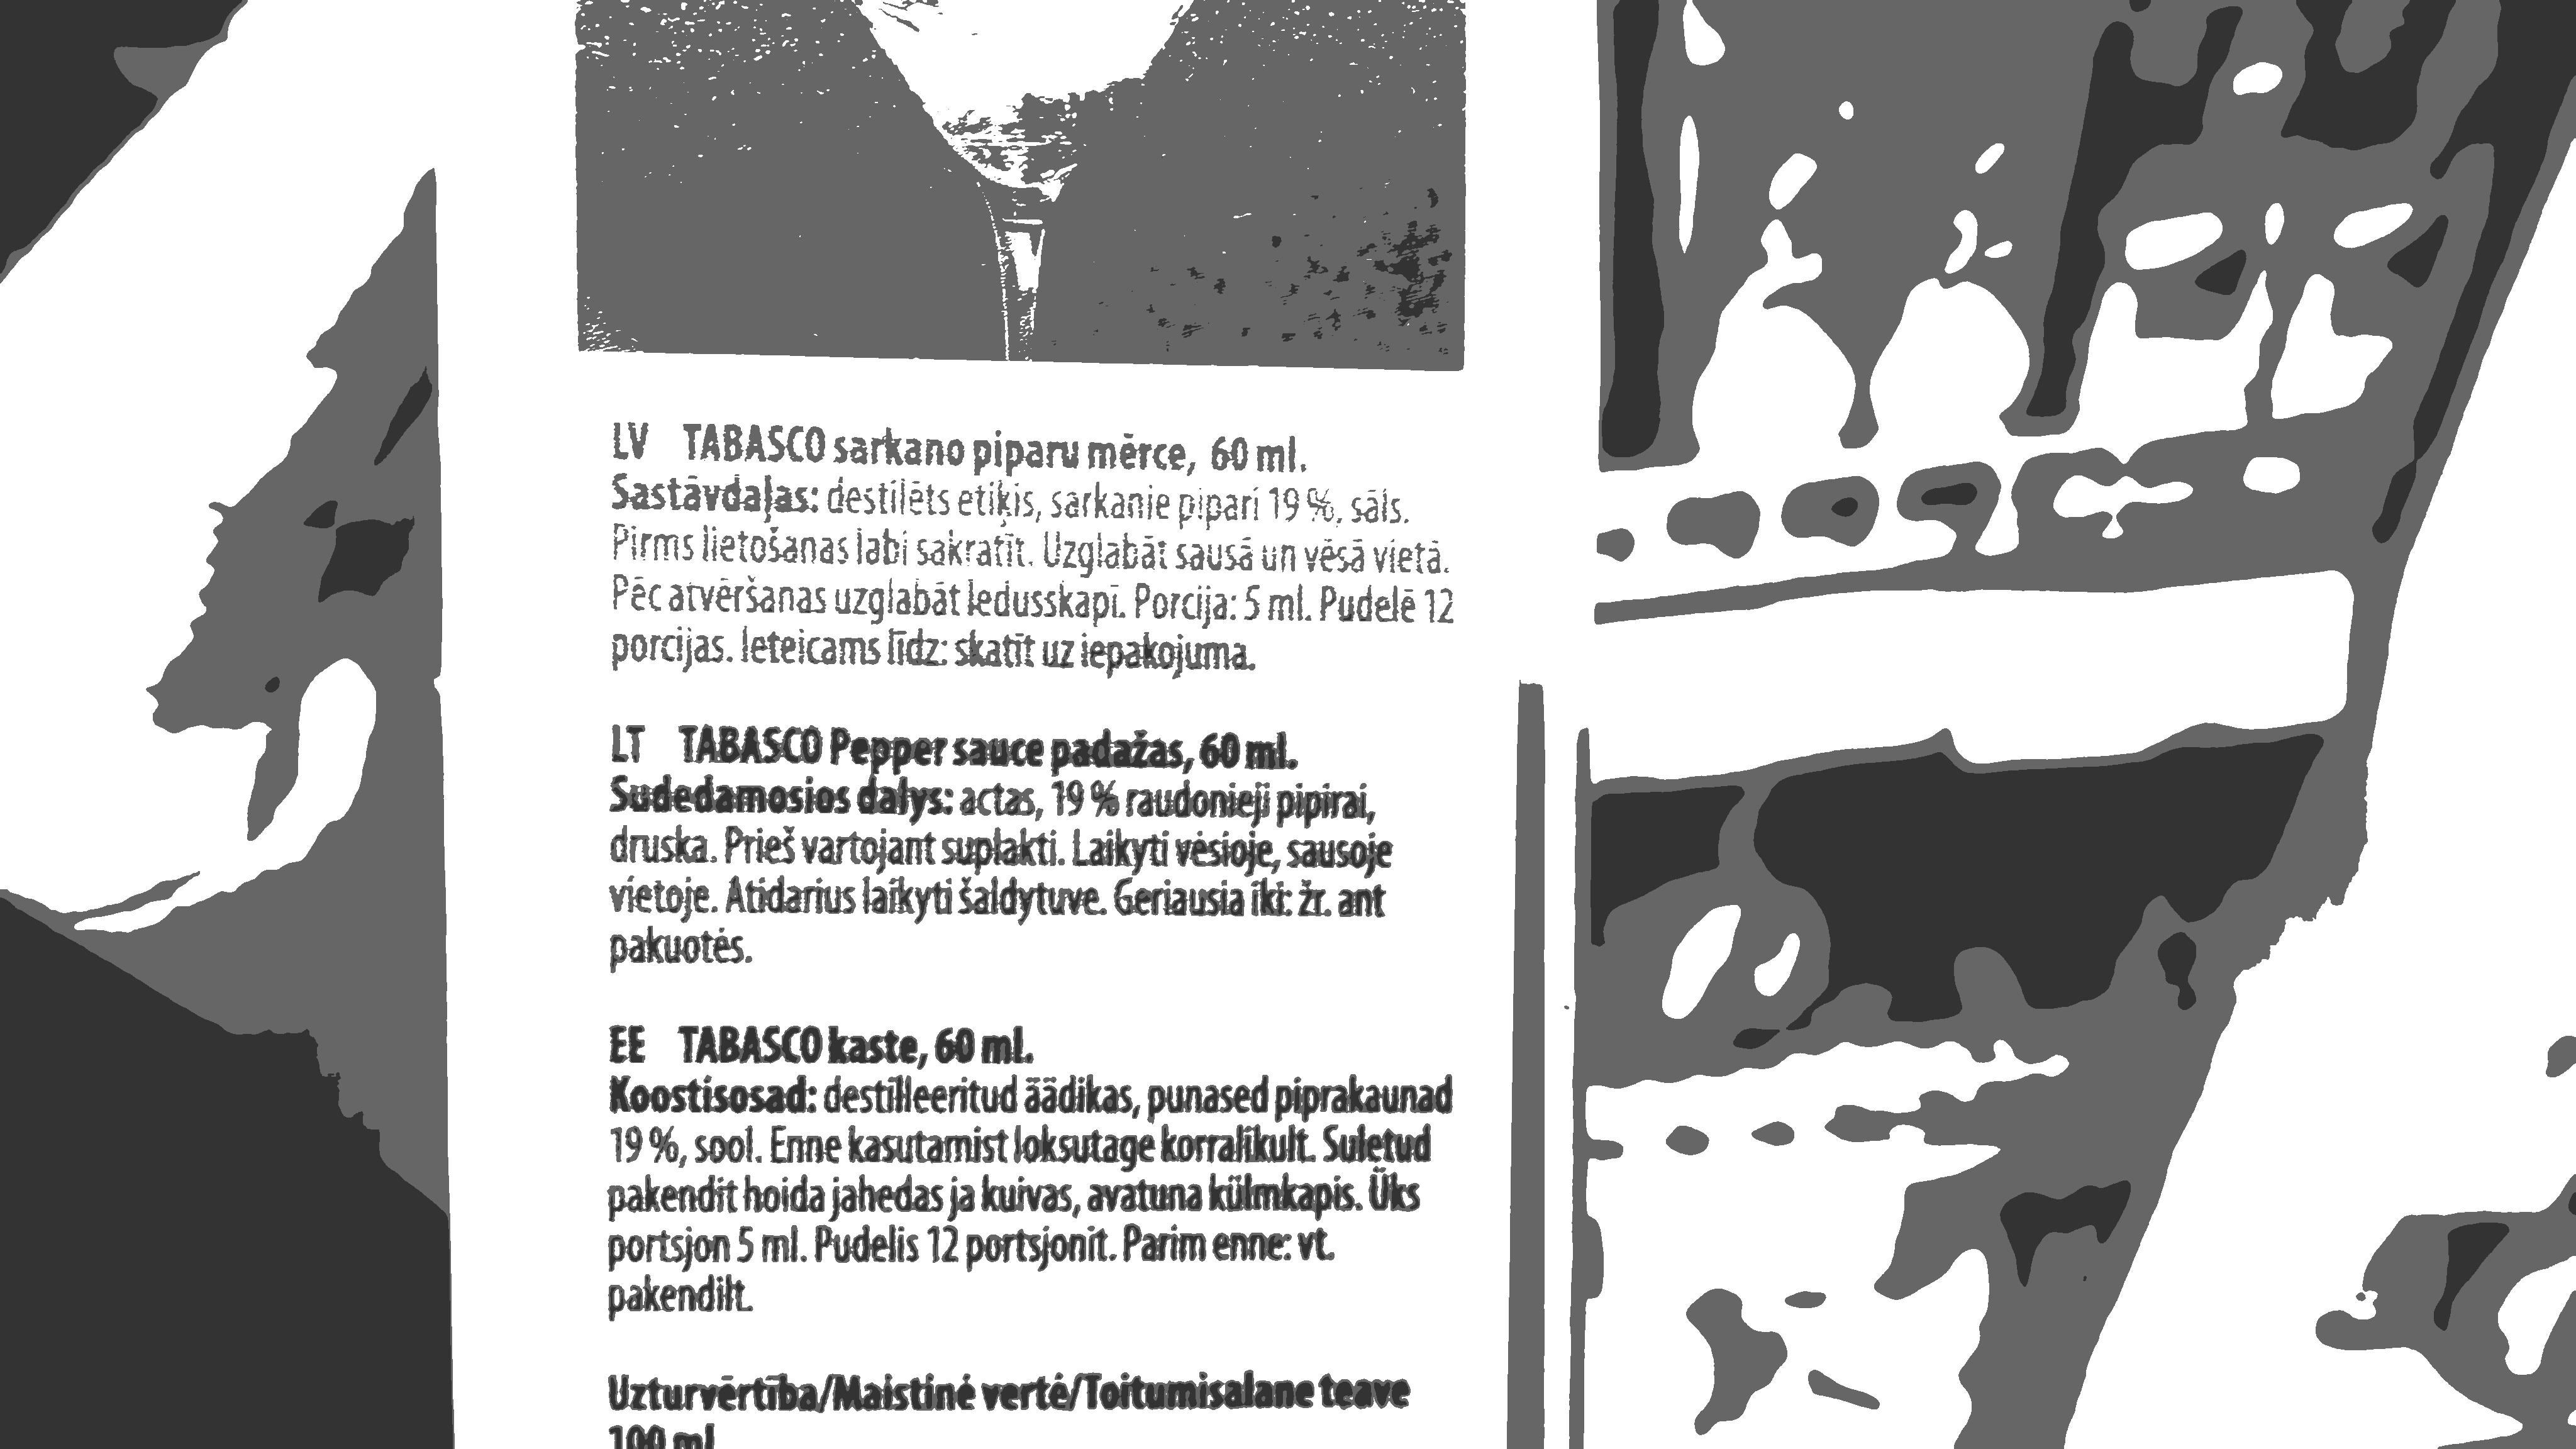 LV TABASCO sarkano piparu mērce, 60 ml.
Sastāvdaļas: destilēts etiķis, sarkanie pipari 19 %, sāls.
Pirms lietošanas labi sakratīt. Uzglabāt sausā un vēsā vietā.
Pēc atvēršanas uzglabāt ledusskapī. Porcija: 5 ml. Pudelē 12
porcijas. Ieteicams līdz: skatīt uz iepakojuma.
LT TABASCO Pepper sauce padažas, 60 ml.
Sudedamosios dalys: actas, 19 % raudonieji pipirai,
druska. Prieš vartojant suplakti. Laikyti vėsioje, sausoje
vietoje. Atidarius laikyti šaldytuve. Geriausia iki: žr. ant
pakuotės.
EE TABASCO kaste, 60 ml.
Koostisosad: destilleeritud äädikas, punased piprakaunad
19 %, sool. Enne kasutamist loksutage korralikult. Suletud
pakendit hoida jahedas ja kuivas, avatuna külmkapis. Üks
portsjon 5 ml. Pudelis 12 portsjonit. Parim enne: vt.
pakendilt.
Uzturvērtība/Maistinė vertė/Toitumisalane teave
100 ml